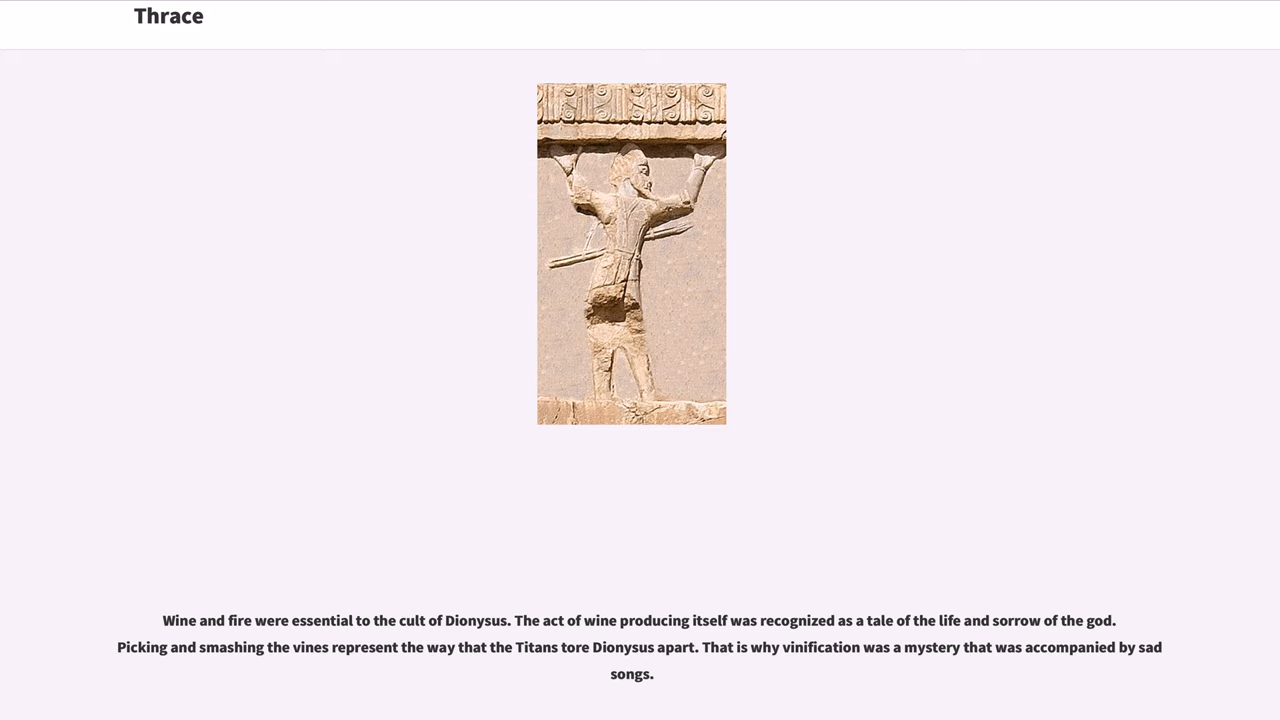 Thrace
Wine and fire were essential to the cult of Dionysus. The act of wine producing itself was recognized as a tale of the life and sorrow of the god.
Picking and smashing the vines represent the way that the Titans tore Dionysus apart. That is why vinification was a mystery that was accompanied by sad
songs.